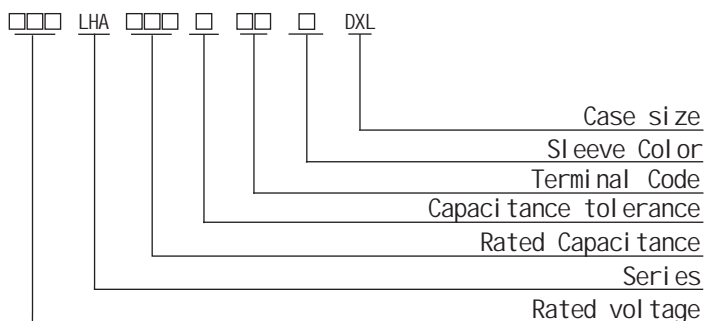 □□□ LHA □□□ □ □□ □ DXL
Case size
Sleeve Color
Terminal Code
Capacitance tolerance
Rated Capacitance
Series
Rated voltage